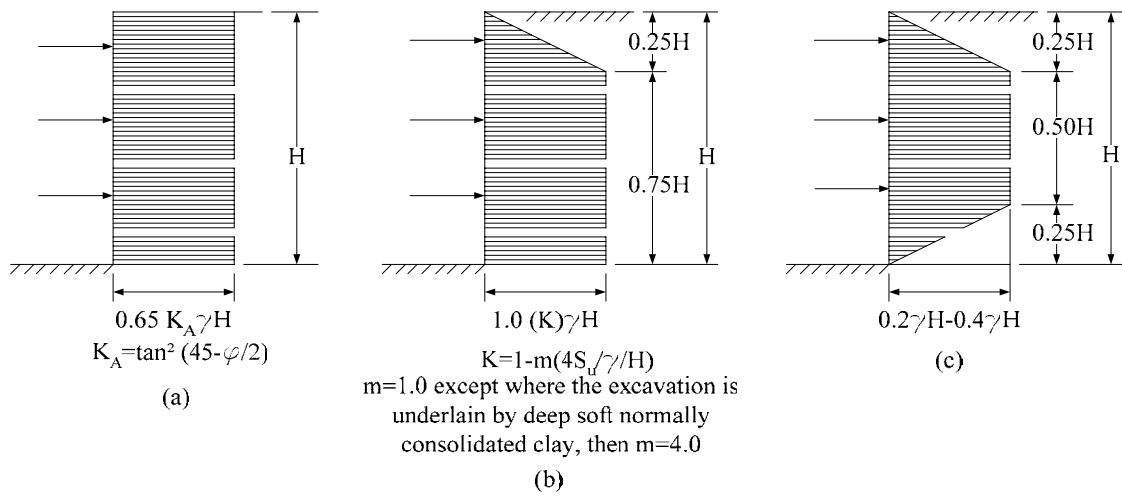 H
0.65 K_AγH
K_A=tan² (45-φ/2)
(a)
0.25H
0.75H
H
1.0 (K)γH
K=1-m(4S_u/γ/H)
m=1.0 except where the excavation is
underlain by deep soft normally
consolidated clay, then m=4.0
(b)
0.25H
0.50H
0.25H
H
0.2γH-0.4γH
(c)